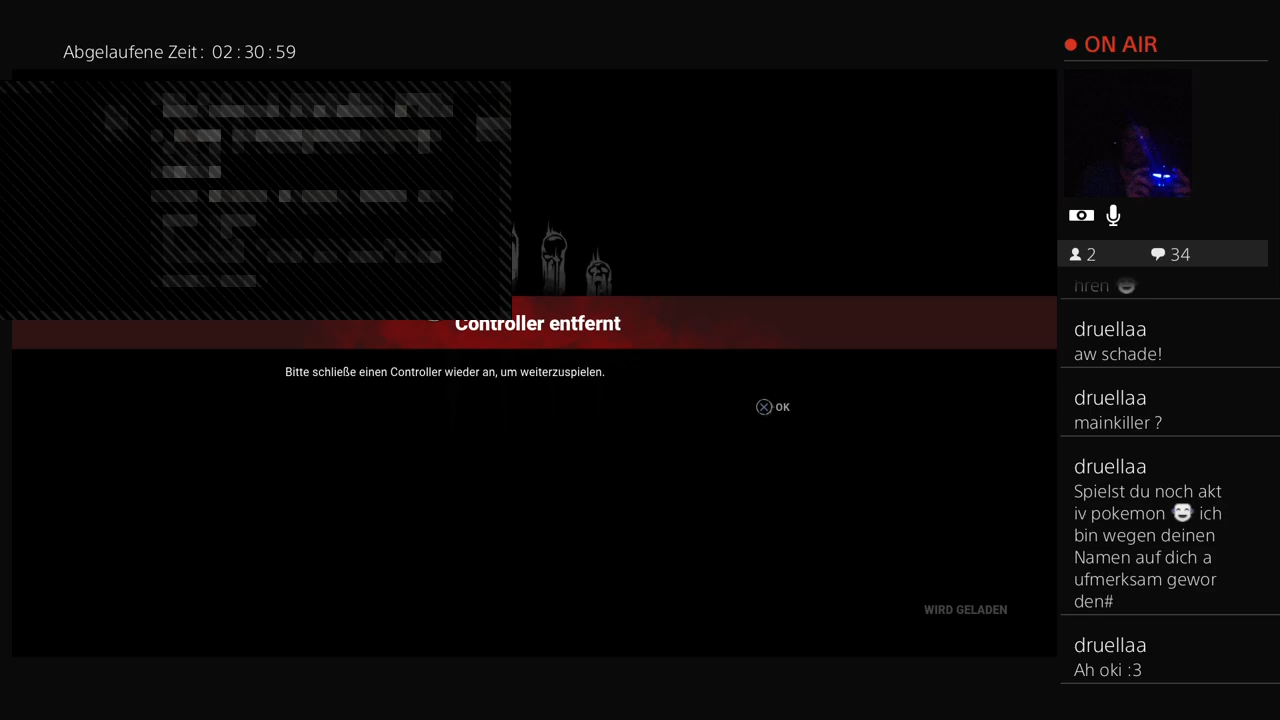 Abgelaufene Zeit: 02:30:59
ON AIR
2
34
hren
druellaa
aw schade!
druellaa
mainkiller ?
druellaa
Spielst du noch akt
iv pokemon 😊 ich
bin wegen deinen
Namen auf dich a
ufmerksam gewor
den#
druellaa
Ah oki :3
Controller entfernt
Bitte schließe einen Controller wieder an, um weiterzuspielen.
OK
WIRD GELADEN